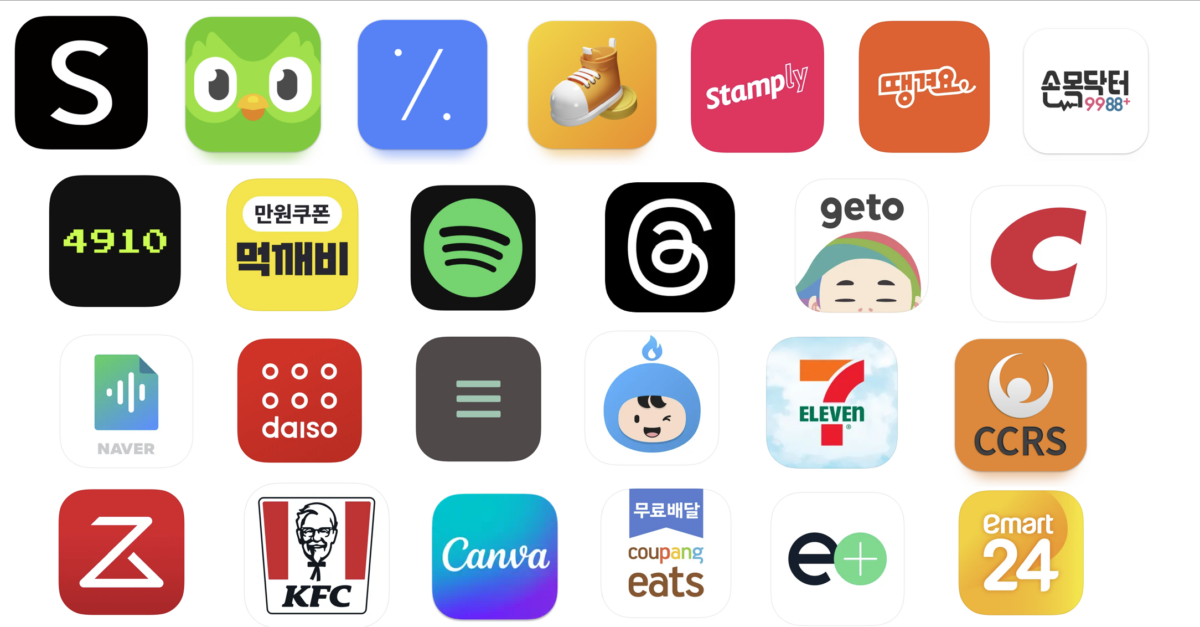 S
Stamply
땡겨요
손목닥터
9988+
4910
만원쿠폰
먹깨비
geto
C
NAVER
daiso
7
ELEVEn
®
CCRS
KFC
Canva
무료배달
coupang
eats
e+
emart
24